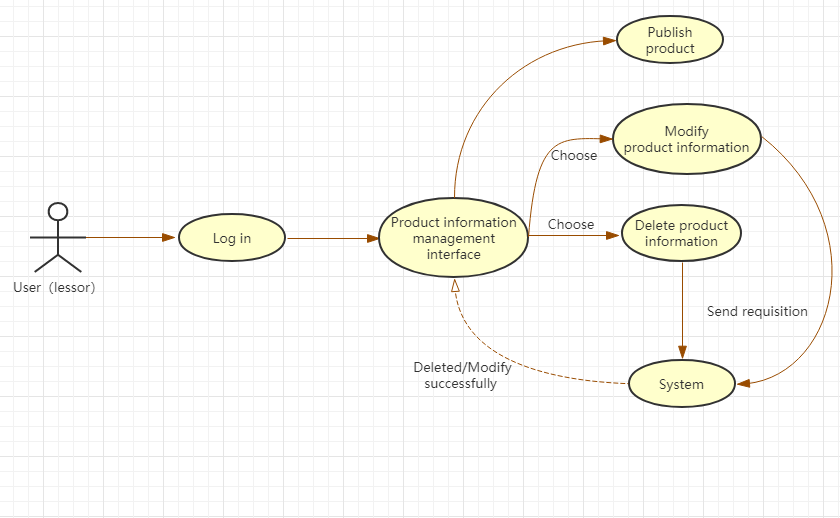 Publish
product
Modify
product information
Choose
Product information
management
interface
Choose
Delete product
information
Log in
User（lessor）
Send requisition
Deleted/Modify
successfully
System